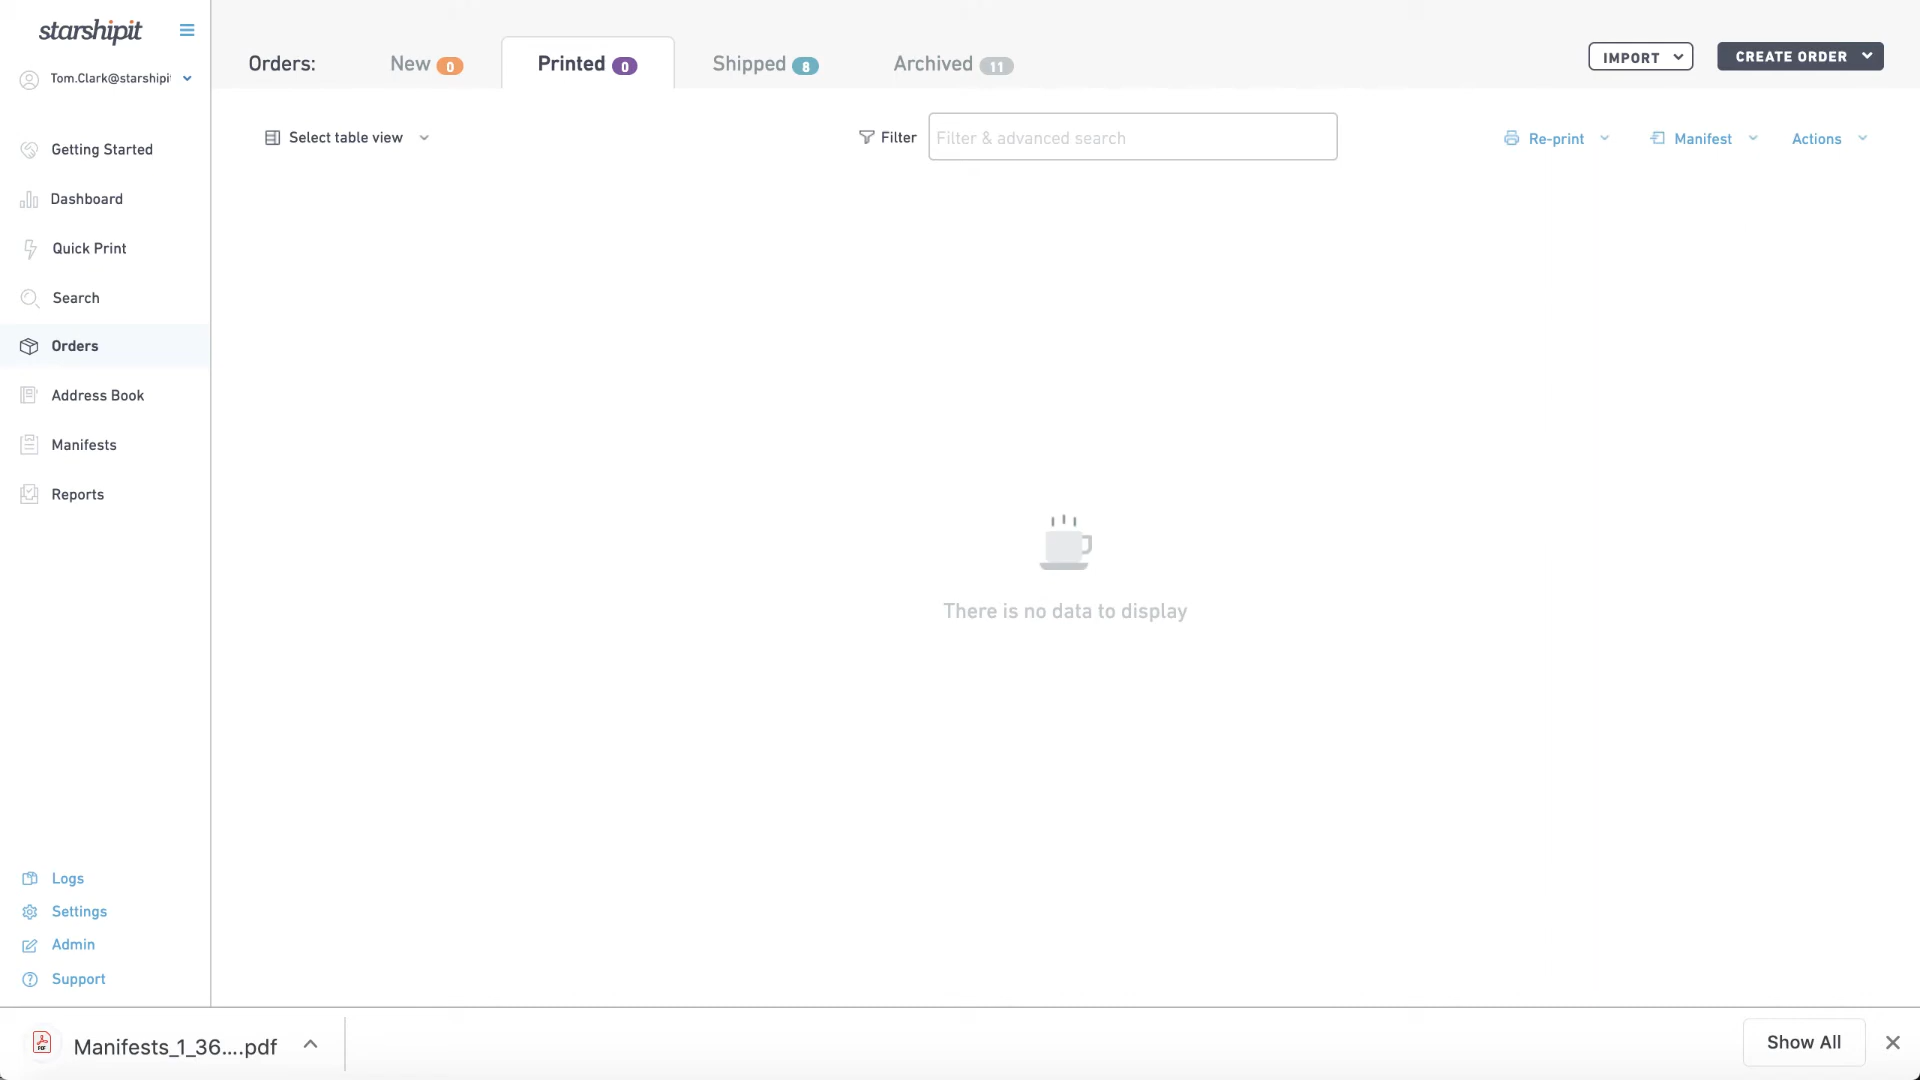 starshipit
Tom.Clark@starshipi
Getting Started
Dashboard
Quick Print
Search
Orders
Address Book
Manifests
Reports
Logs
Settings
Admin
Support
Orders:
New 0
Printed 0
Shipped 8
Archived 11
IMPORT
CREATE ORDER
Select table view
Filter
Filter & advanced search
Re-print
Manifest
Actions
There is no data to display
Manifests_1_36....pdf
Show All